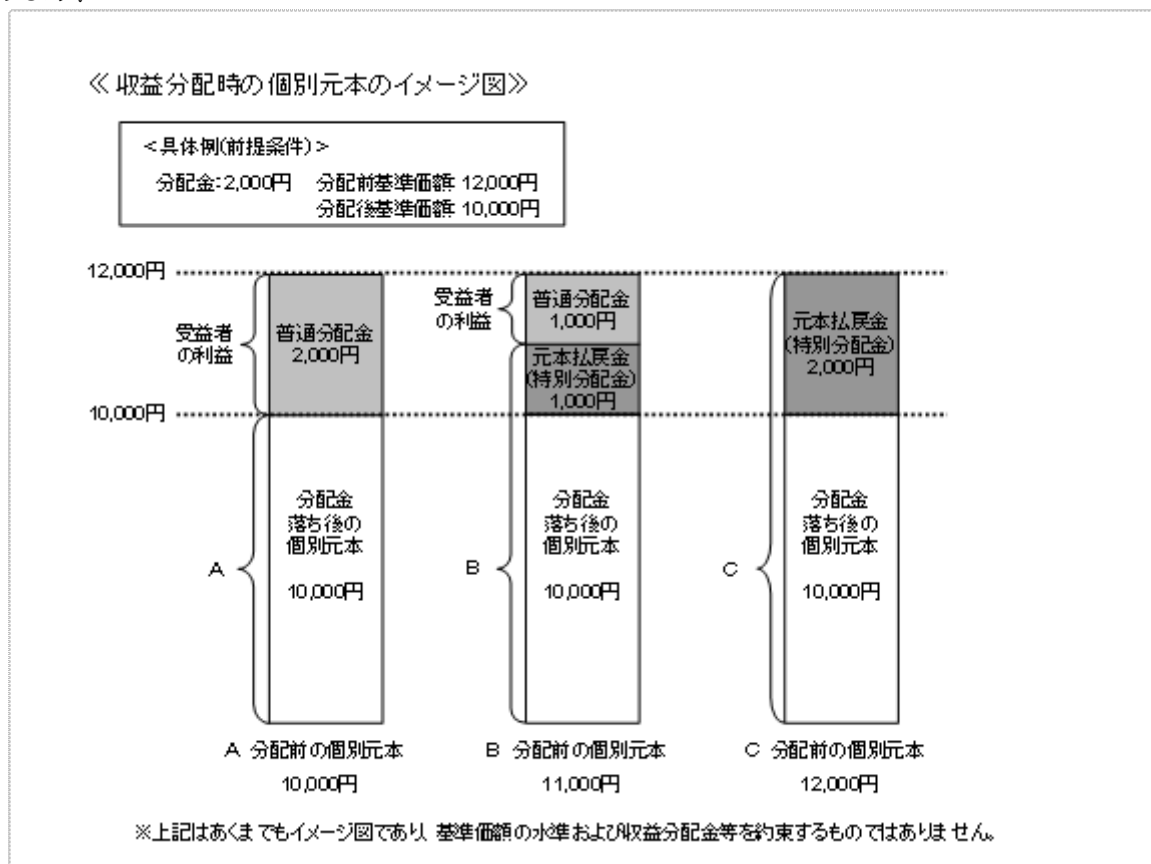 ≪収益分配時の個別元本のイメージ図≫
＜具体例(前提条件)＞
分配金:2,000円 分配前基準価額: 12,000円
分配後基準価額: 10,000円
12,000円
10,000円
受益者
の利益
普通分配金
2,000円
分配金
落ち後の
個別元本
10,000円
A
A 分配前の個別元本
10,000円
受益者
の利益
普通分配金
1,000円
元本払戻金
(特別分配金)
1,000円
分配金
落ち後の
個別元本
10,000円
B
B 分配前の個別元本
11,000円
元本払戻金
(特別分配金)
2,000円
分配金
落ち後の
個別元本
10,000円
C
C 分配前の個別元本
12,000円
※上記はあくまでもイメージ図であり、基準価額の水準および収益分配金等を約束するものではありません。